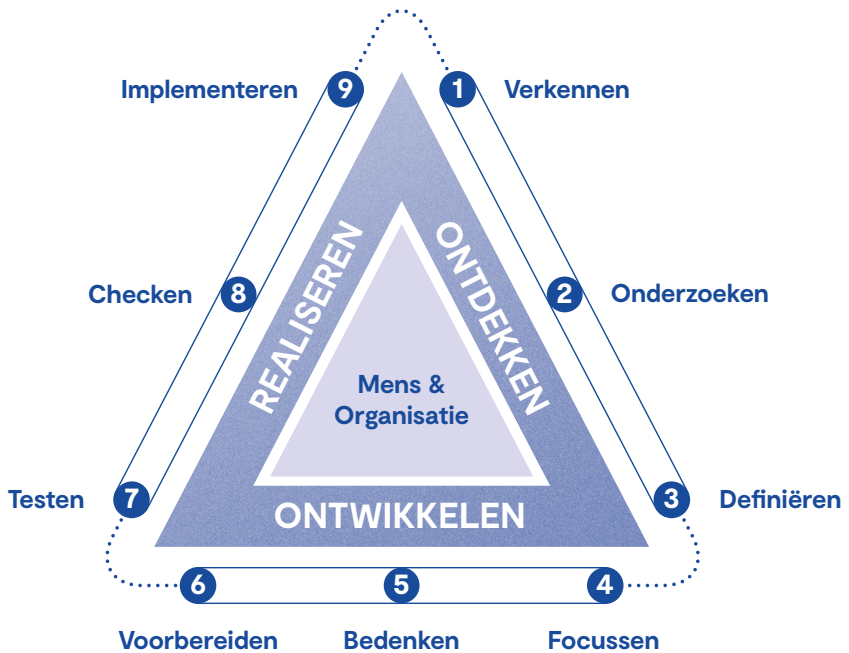 1 Verkennen
2 Onderzoeken
3 Definiëren
4 Focussen
5 Bedenken
6 Voorbereiden
7 Testen
8 Checken
9 Implementeren
ONTDEKKEN
ONTWIKKELEN
REALISEREN
Mens &
Organisatie